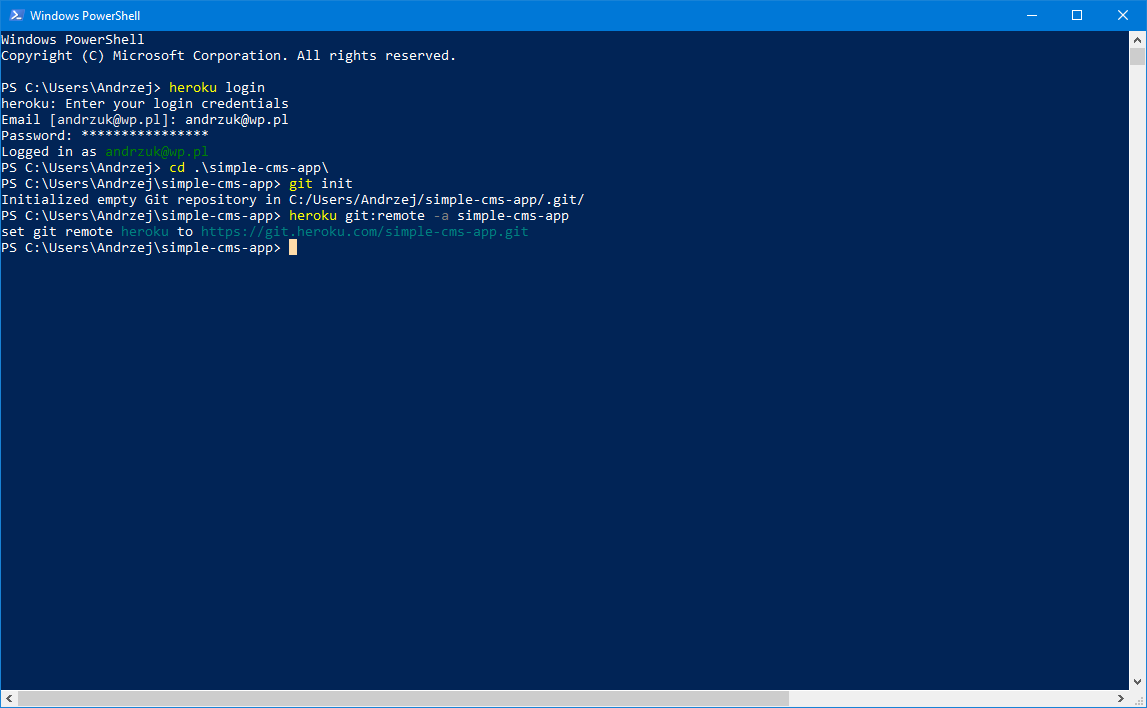 Windows PowerShell
Windows PowerShell
Copyright (C) Microsoft Corporation. All rights reserved.
PS C:\Users\Andrzej> heroku login
heroku: Enter your login credentials
Email [andrzuk@wp.pl]: andrzuk@wp.pl
Password: ****************
Logged in as andrzuk@wp.pl
PS C:\Users\Andrzej> cd .\simple-cms-app\
PS C:\Users\Andrzej\simple-cms-app> git init
Initialized empty Git repository in C:/Users/Andrzej/simple-cms-app/.git/
PS C:\Users\Andrzej\simple-cms-app> heroku git:remote -a simple-cms-app
set git remote heroku to https://git.heroku.com/simple-cms-app.git
PS C:\Users\Andrzej\simple-cms-app>